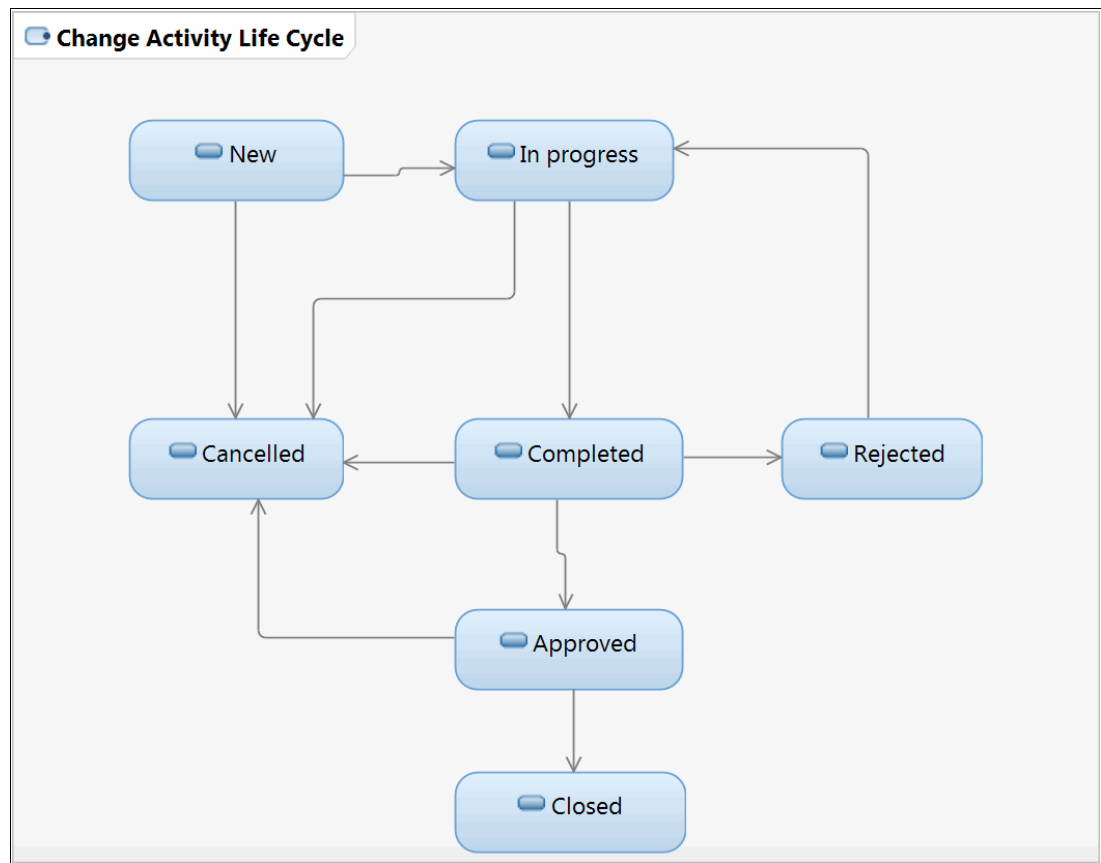 Change Activity Life Cycle
New
In progress
Cancelled
Completed
Rejected
Approved
Closed